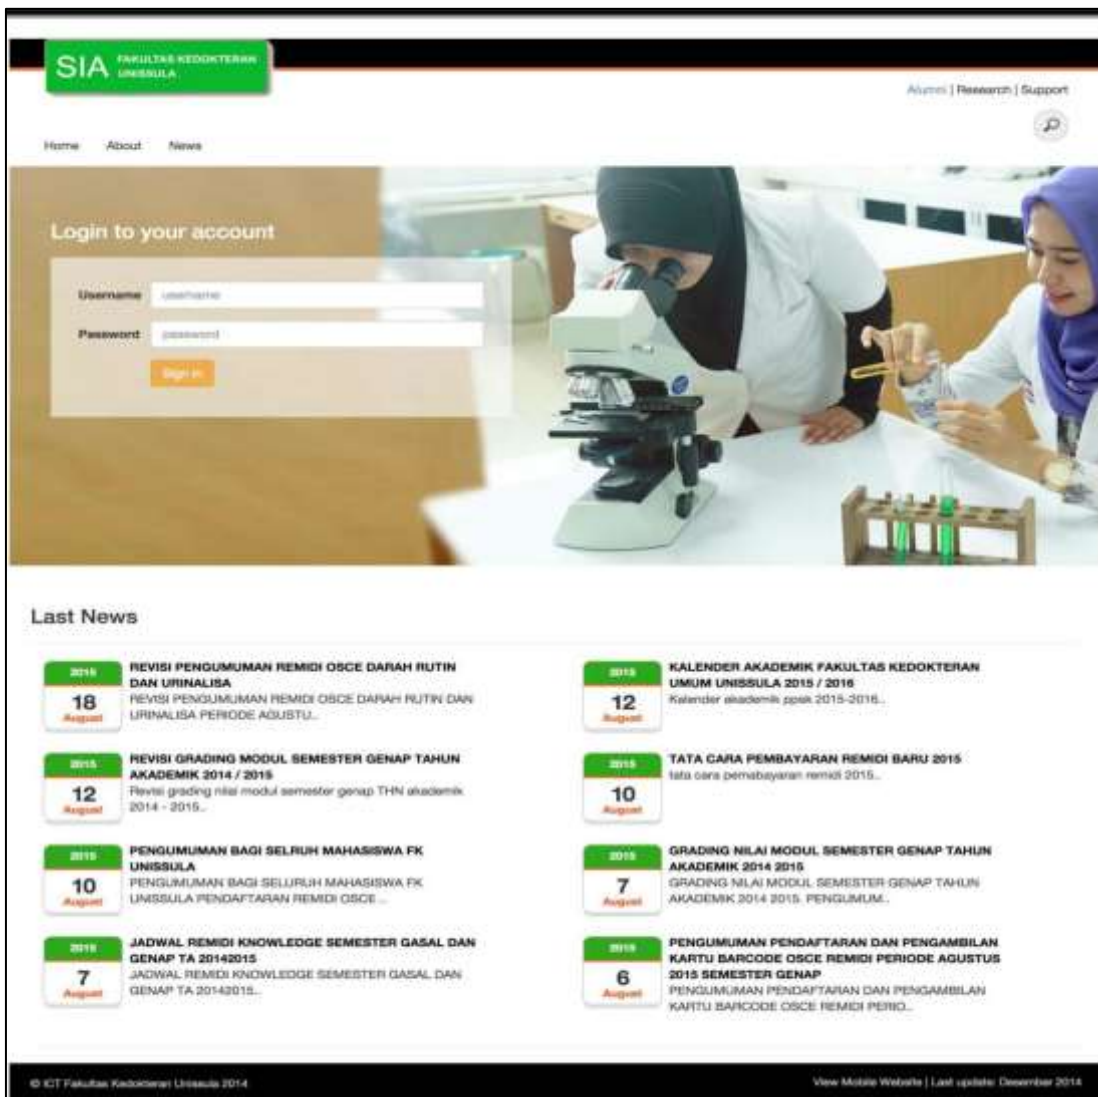 SIA FAKULTAS KEDOKTERAN
UNISSULA
Alumni | Research | Support
Home About News
Login to your account
Username username
Password password
Sign in
Last News
2015
18
August
REVISI PENGUMUMAN REMIDI OSCE DARAH RUTIN
DAN URINALISA
REVISI PENGUMUMAN REMIDI OSCE DARAH RUTIN DAN
URINALISA PERIODE AGUSTU..
2015
12
August
KALENDER AKADEMIK FAKULTAS KEDOKTERAN
UMUM UNISSULA 2015 / 2016
Kalender akademik ppsk 2015-2016..
2015
12
August
REVISI GRADING MODUL SEMESTER GENAP TAHUN
AKADEMIK 2014 / 2015
Revisi grading nilai modul semester genap THN akademik
2014 - 2015..
2015
10
August
TATA CARA PEMBAYARAN REMIDI BARU 2015
tata cara pemabayaran remidi 2015..
2015
10
August
PENGUMUMAN BAGI SELRUH MAHASISWA FK
UNISSULA
PENGUMUMAN BAGI SELURUH MAHASISWA FK
UNISSULA PENDAFTARAN REMIDI OSCE ..
2015
7
August
GRADING NILAI MODUL SEMESTER GENAP TAHUN
AKADEMIK 2014 2015
GRADING NILAI MODUL SEMESTER GENAP TAHUN
AKADEMIK 2014 2015. PENGUMUM..
2015
7
August
JADWAL REMIDI KNOWLEDGE SEMESTER GASAL DAN
GENAP TA 20142015
JADWAL REMIDI KNOWLEDGE SEMESTER GASAL DAN
GENAP TA 20142015..
2015
6
August
PENGUMUMAN PENDAFTARAN DAN PENGAMBILAN
KARTU BARCODE OSCE REMIDI PERIODE AGUSTUS
2015 SEMESTER GENAP
PENGUMUMAN PENDAFTARAN DAN PENGAMBILAN
KARTU BARCODE OSCE REMIDI PERIO..
© ICT Fakultas Kedokteran Unissula 2014
View Mobile Website | Last update: Desember 2014